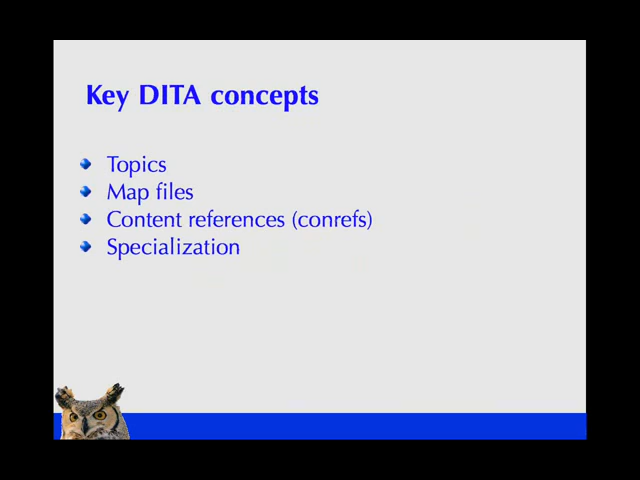 Key DITA concepts
Topics
Map files
Content references (conrefs)
Specialization